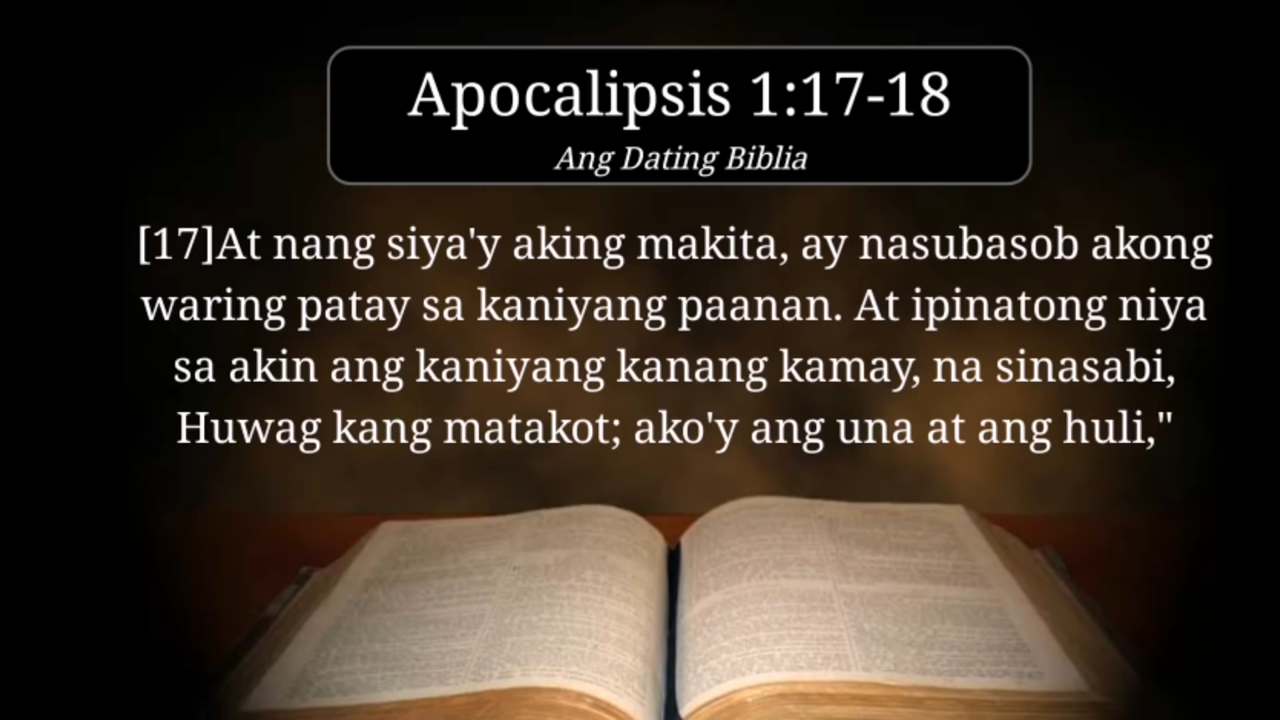 Apocalipsis 1:17-18
Ang Dating Biblia
[17]At nang siya'y aking makita, ay nasubasob akong
waring patay sa kaniyang paanan. At ipinatong niya
sa akin ang kaniyang kanang kamay, na sinasabi,
Huwag kang matakot; ako'y ang una at ang huli,"